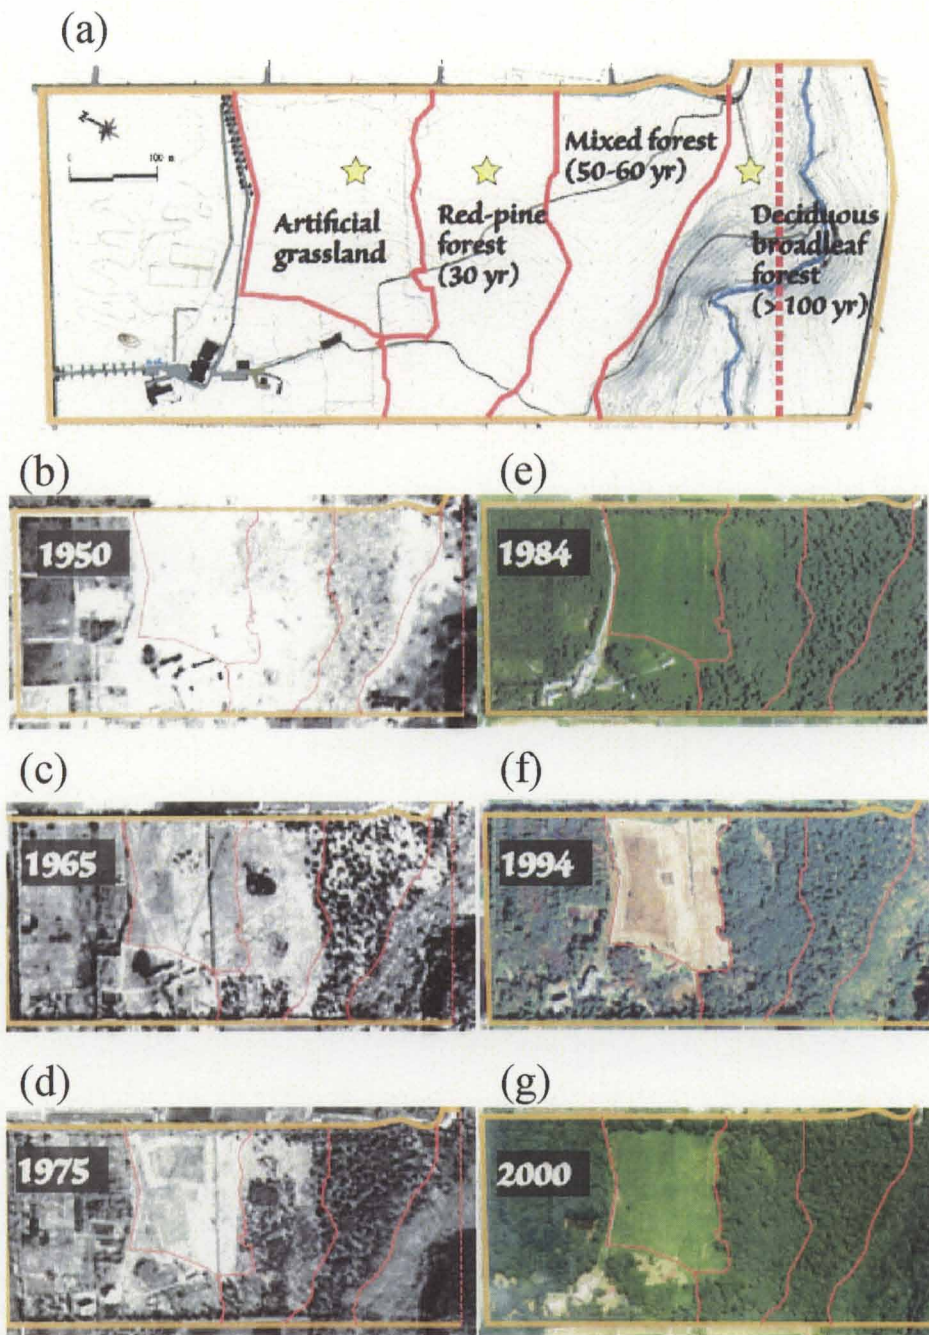 (a)
N
0 100 m
Artificial
grassland
Red-pine
forest
(30 yr)
Mixed forest
(50-60 yr)
Deciduous
broadleaf
forest
(> 100 yr)
(b)
1950
(e)
1984
(c)
1965
(f)
1994
(d)
1975
(g)
2000